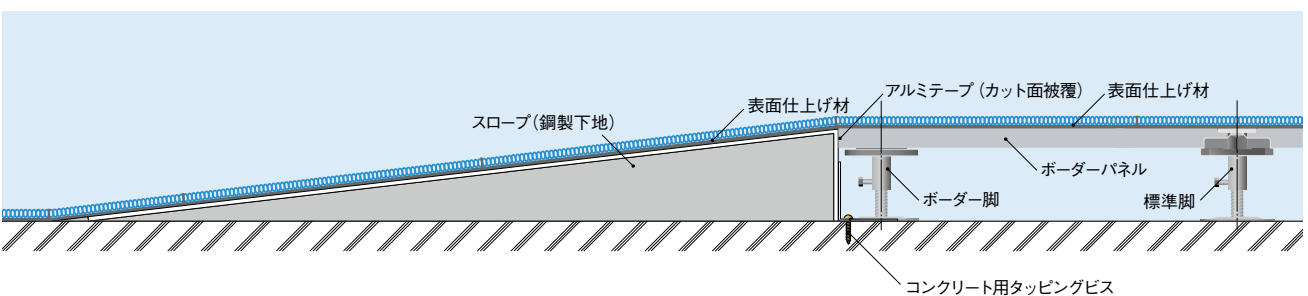 アルミテープ（カット面被覆）
表面仕上げ材
表面仕上げ材
スロープ（鋼製下地）
ボーダーパネル
ボーダー脚
標準脚
コンクリート用タッピングビス